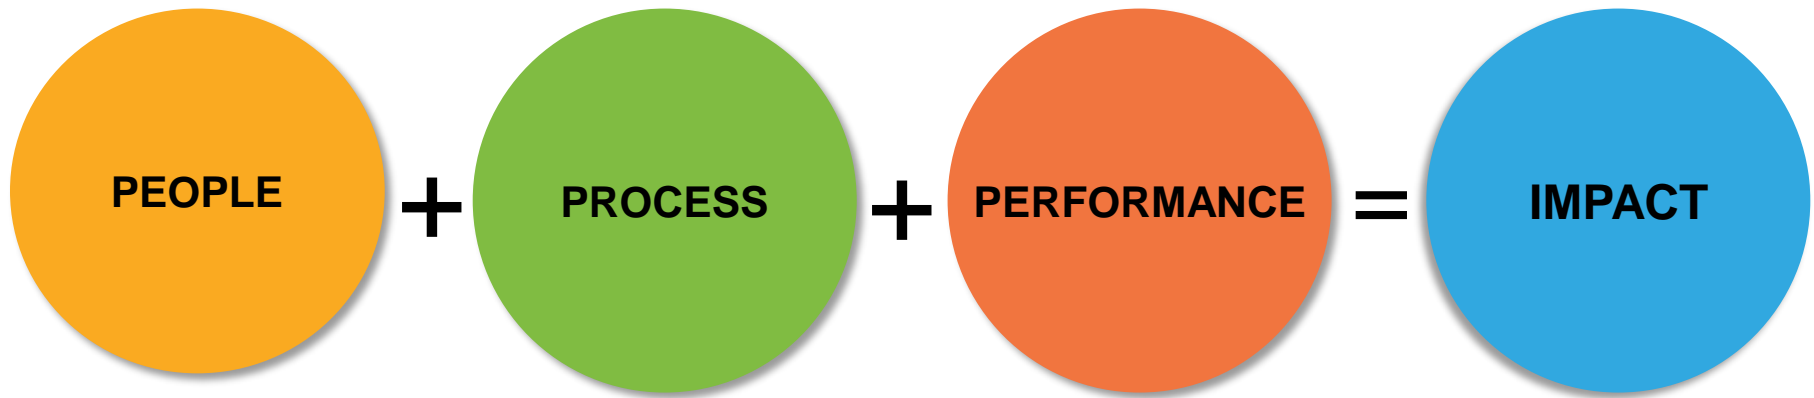 PEOPLE + PROCESS + PERFORMANCE = IMPACT